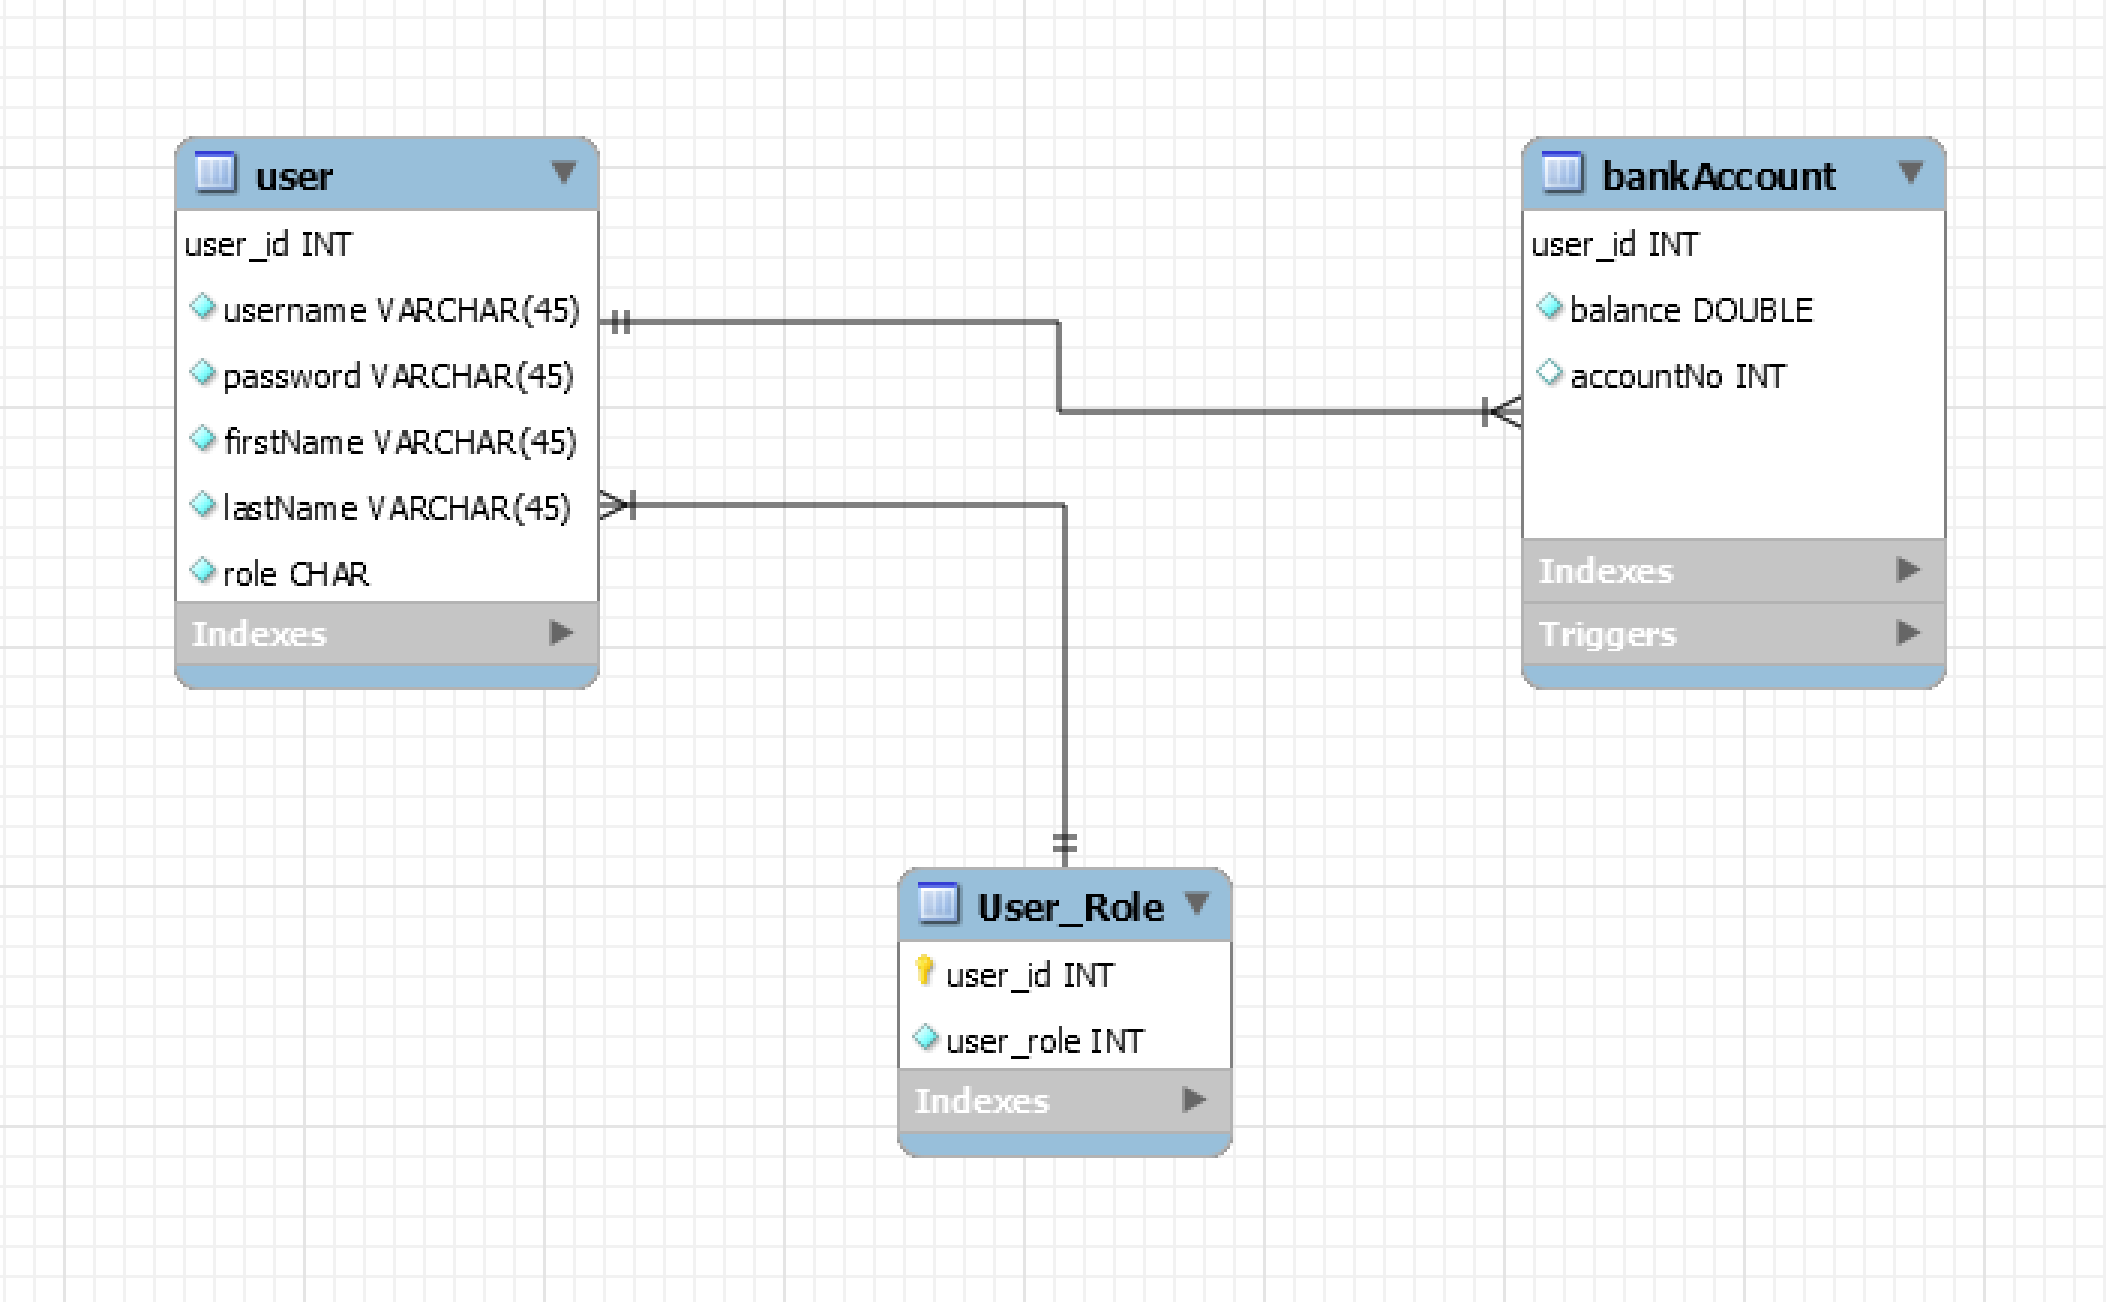 user
user_id INT
username VARCHAR(45)
password VARCHAR(45)
firstName VARCHAR(45)
lastName VARCHAR(45)
role CHAR
Indexes
bankAccount
user_id INT
balance DOUBLE
accountNo INT
Indexes
Triggers
User_Role
user_id INT
user_role INT
Indexes